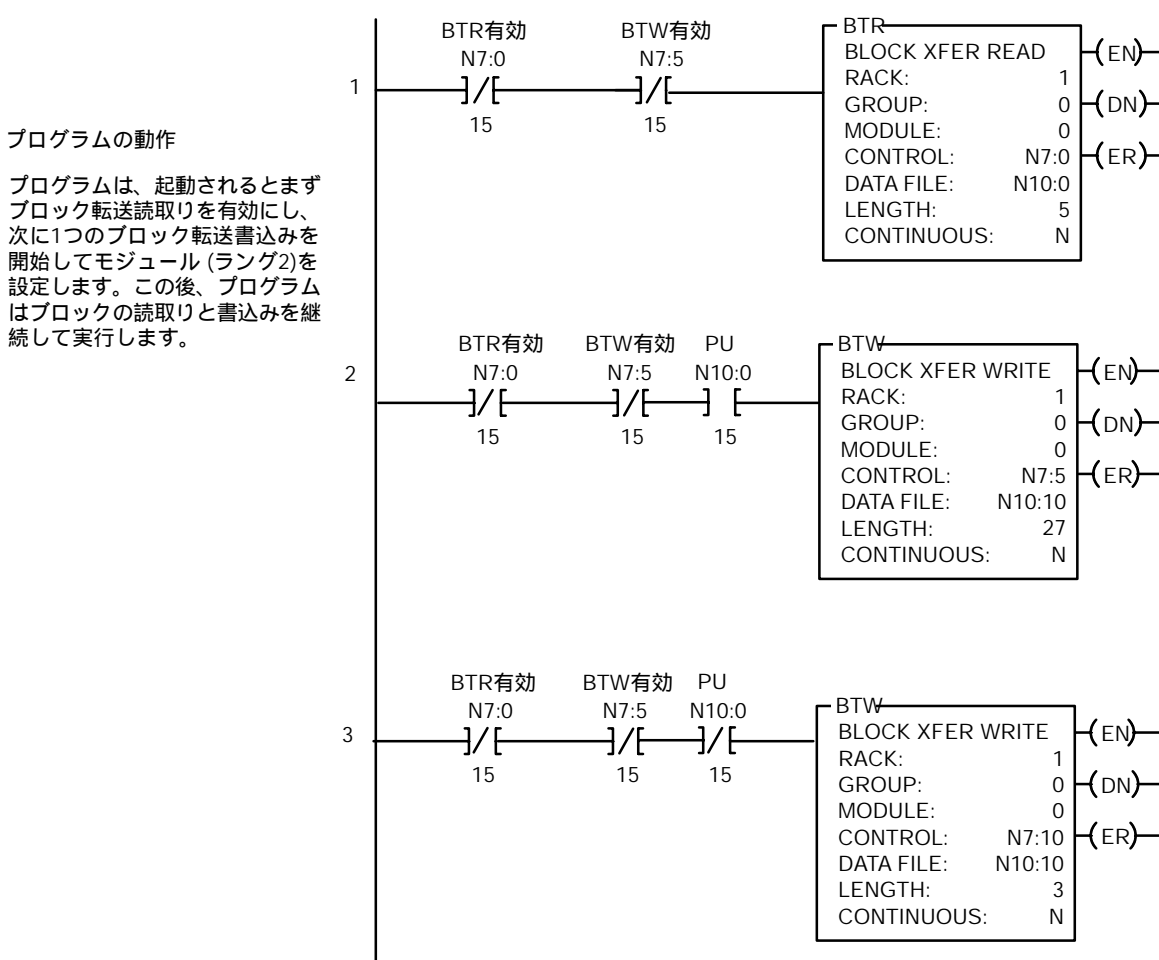 プログラムの動作
プログラムは、起動されるとまず
ブロック転送読取りを有効にし、
次に1つのブロック転送書込みを
開始してモジュール (ラング2)を
設定します。この後、プログラム
はブロックの読取りと書込みを継
続して実行します。
1
BTR有効 BTW有効
N7:0 N7:5
15 15
BTR
BLOCK XFER READ
RACK: 1
GROUP: 0
MODULE: 0
CONTROL: N7:0
DATA FILE: N10:0
LENGTH: 5
CONTINUOUS: N
EN
DN
ER
2
BTR有効 BTW有効 PU
N7:0 N7:5 N10:0
15 15 15
BTW
BLOCK XFER WRITE
RACK: 1
GROUP: 0
MODULE: 0
CONTROL: N7:5
DATA FILE: N10:10
LENGTH: 27
CONTINUOUS: N
EN
DN
ER
3
BTR有効 BTW有効 PU
N7:0 N7:5 N10:0
15 15 15
BTW
BLOCK XFER WRITE
RACK: 1
GROUP: 0
MODULE: 0
CONTROL: N7:10
DATA FILE: N10:10
LENGTH: 3
CONTINUOUS: N
EN
DN
ER